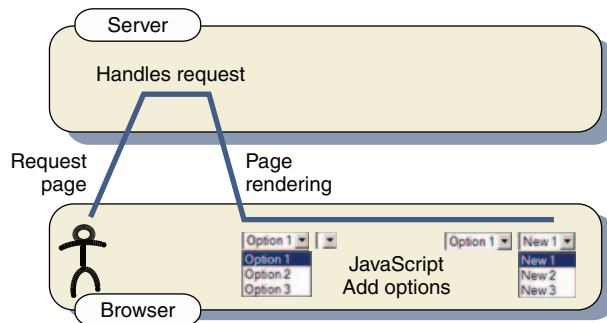 Server
Handles request
Request
page
Page
rendering
Option 1
Option 1
Option 2
Option 3
JavaScript
Add options
Option 1 New 1
New 1
New 2
New 3
Browser